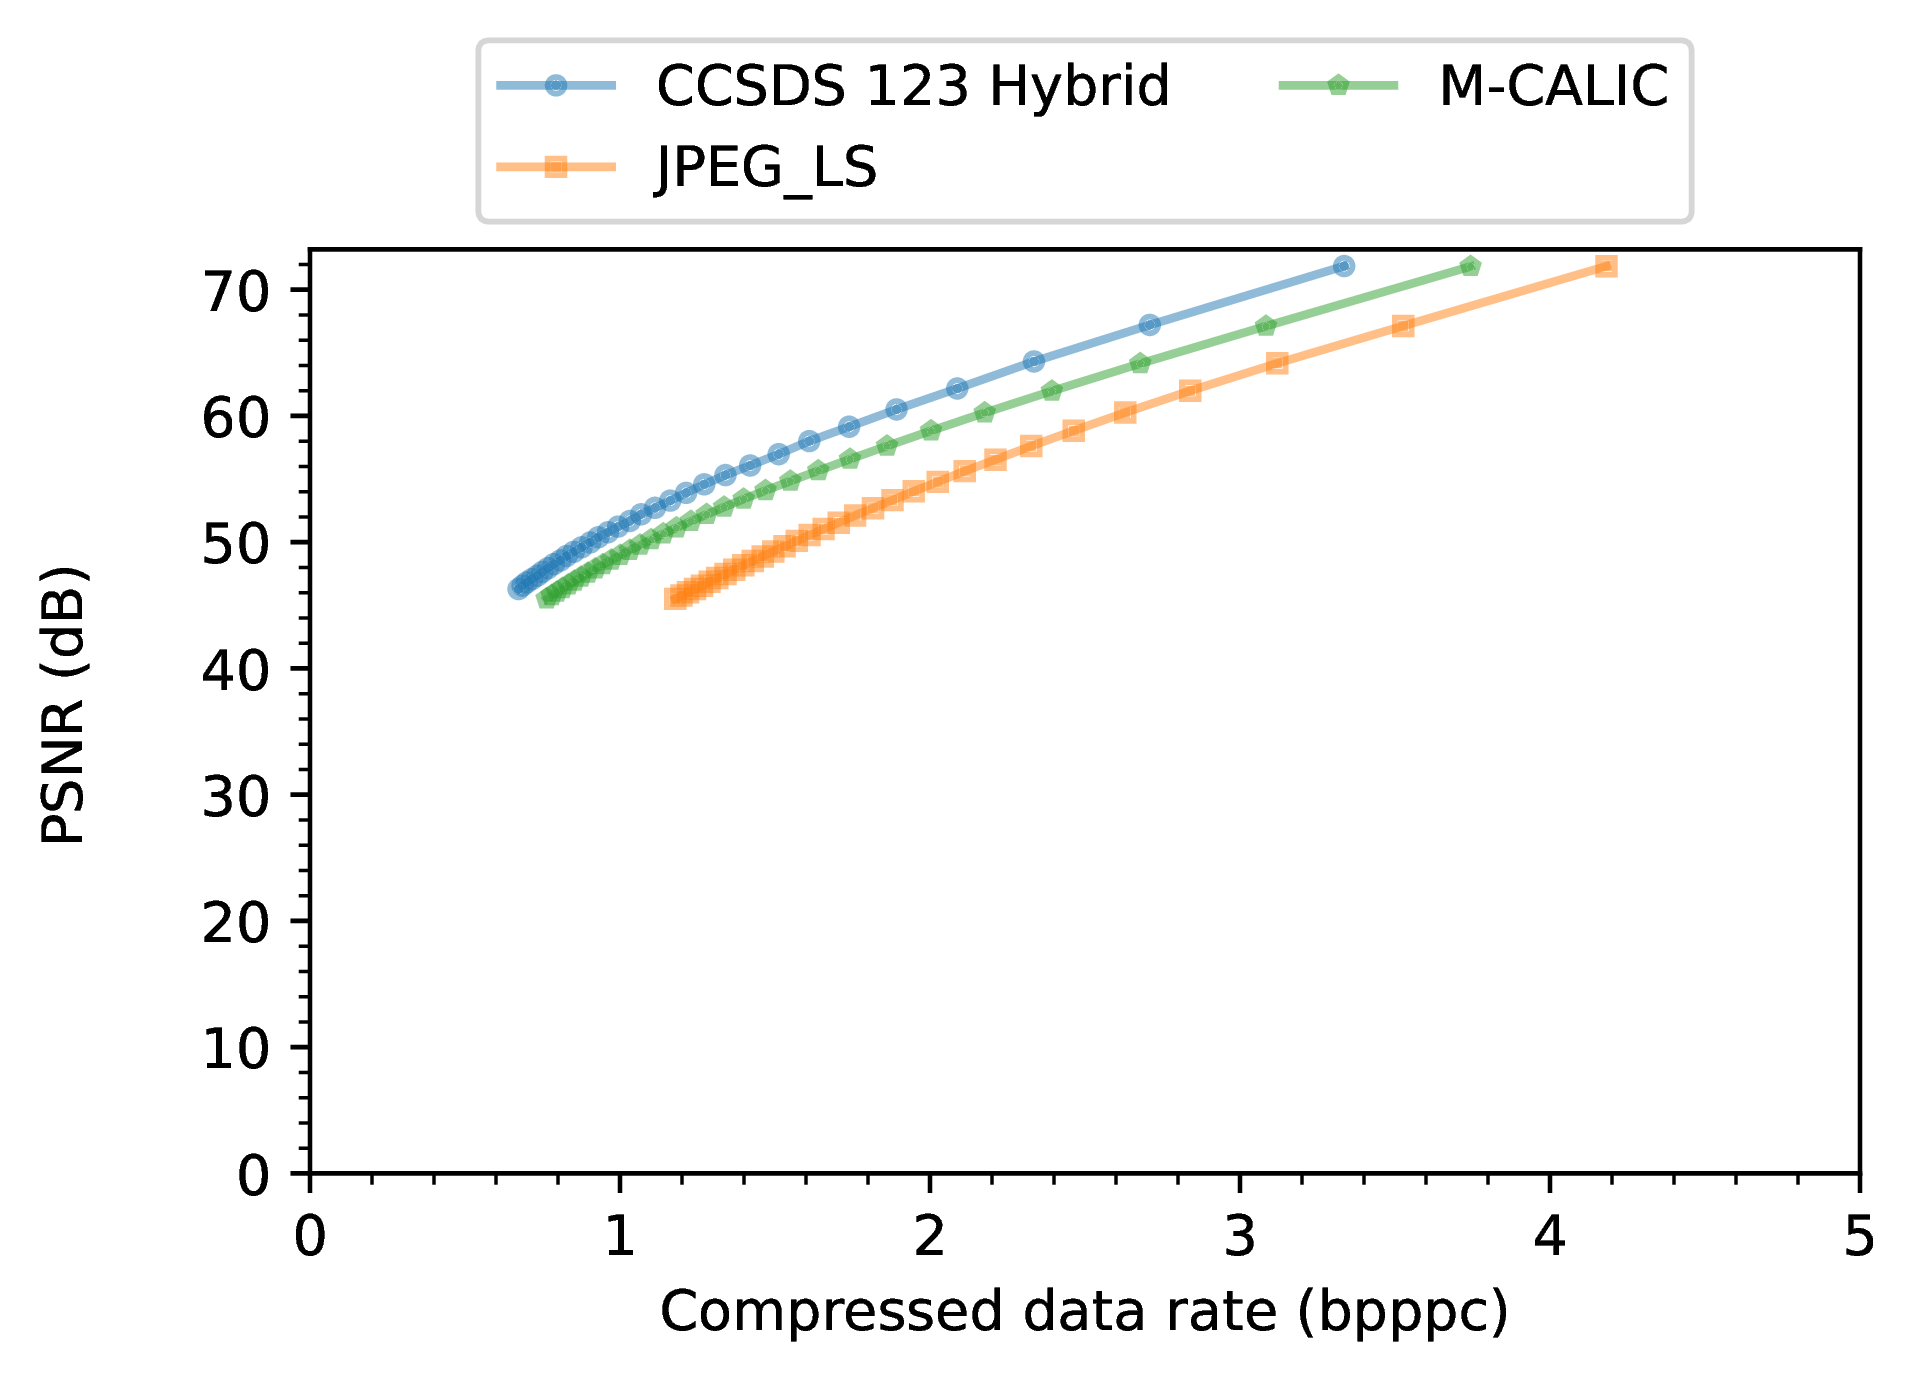 CCSDS 123 Hybrid
M-CALIC
JPEG_LS
70
60
50
40
30
20
10
0
PSNR (dB)
0 1 2 3 4 5
Compressed data rate (bpppc)